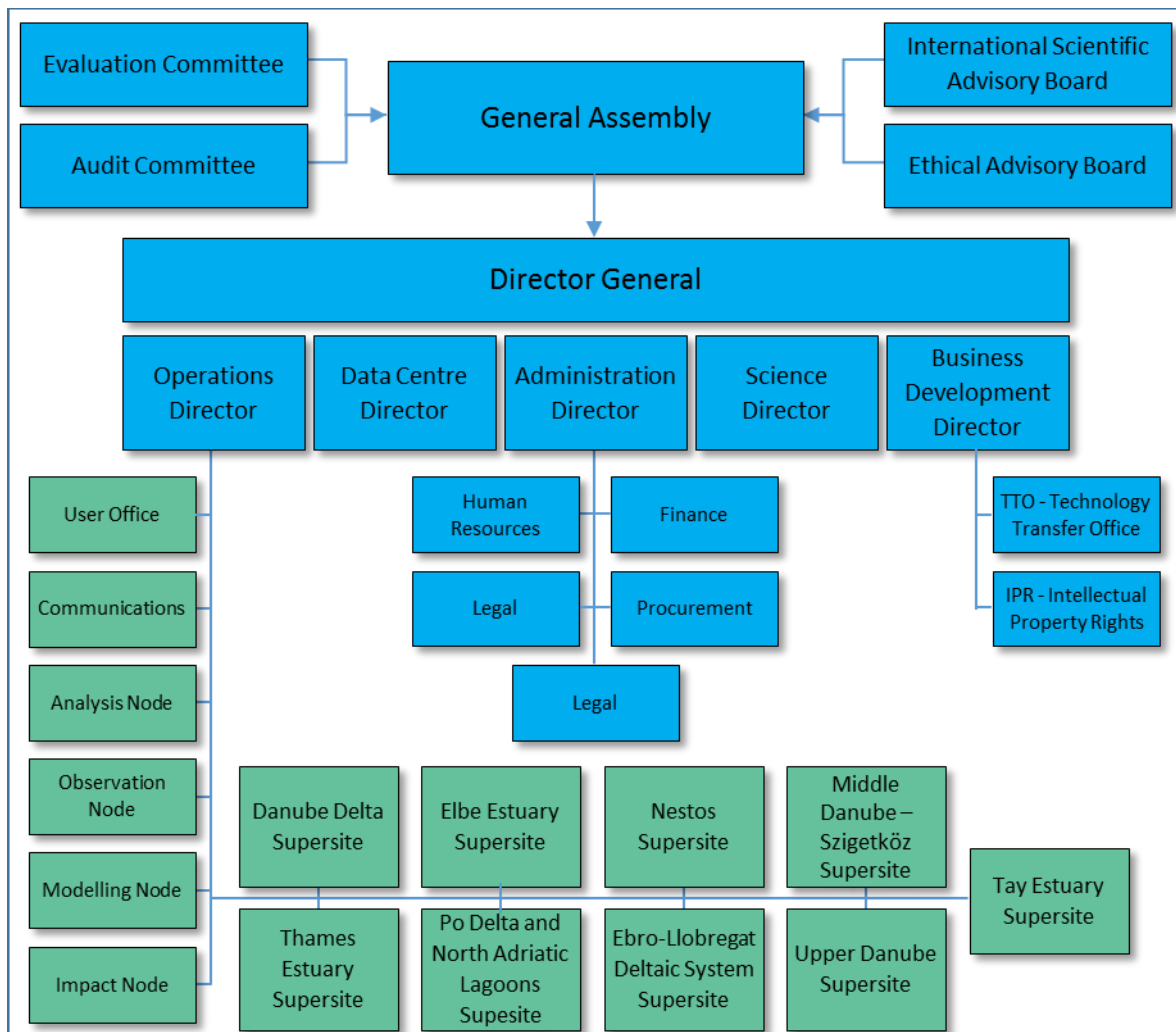 Evaluation Committee
Audit Committee
General Assembly
International Scientific
Advisory Board
Ethical Advisory Board
Director General
Operations
Director
Data Centre
Director
Administration
Director
Science
Director
Business
Development
Director
User Office
Communications
Analysis Node
Observation
Node
Modelling Node
Impact Node
Human
Resources
Finance
Legal
Procurement
Legal
TTO - Technology
Transfer Office
IPR - Intellectual
Property Rights
Danube Delta
Supersite
Elbe Estuary
Supersite
Nestos
Supersite
Middle
Danube –
Szigetköz
Supersite
Tay Estuary
Supersite
Thames
Estuary
Supersite
Po Delta and
North Adriatic
Lagoons
Supesite
Ebro-Llobregat
Deltaic System
Supersite
Upper Danube
Supersite